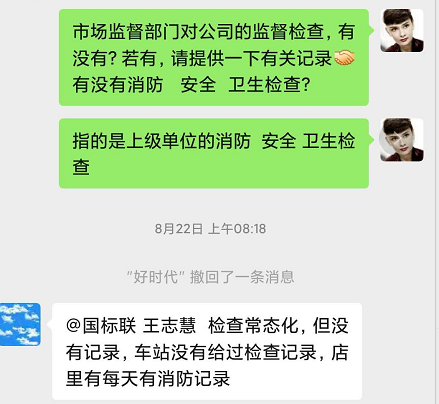 市场监督部门对公司的监督检查，有
没有？若有，请提供一下有关记录🤝
有没有消防　安全　卫生检查？
指的是上级单位的消防　安全 卫生检
查
8月22日 上午08:18
“好时代” 撤回了一条消息
@国标联 王志慧　检查常态化，但没
有记录，车站没有给过检查记录，店
里有每天有消防记录